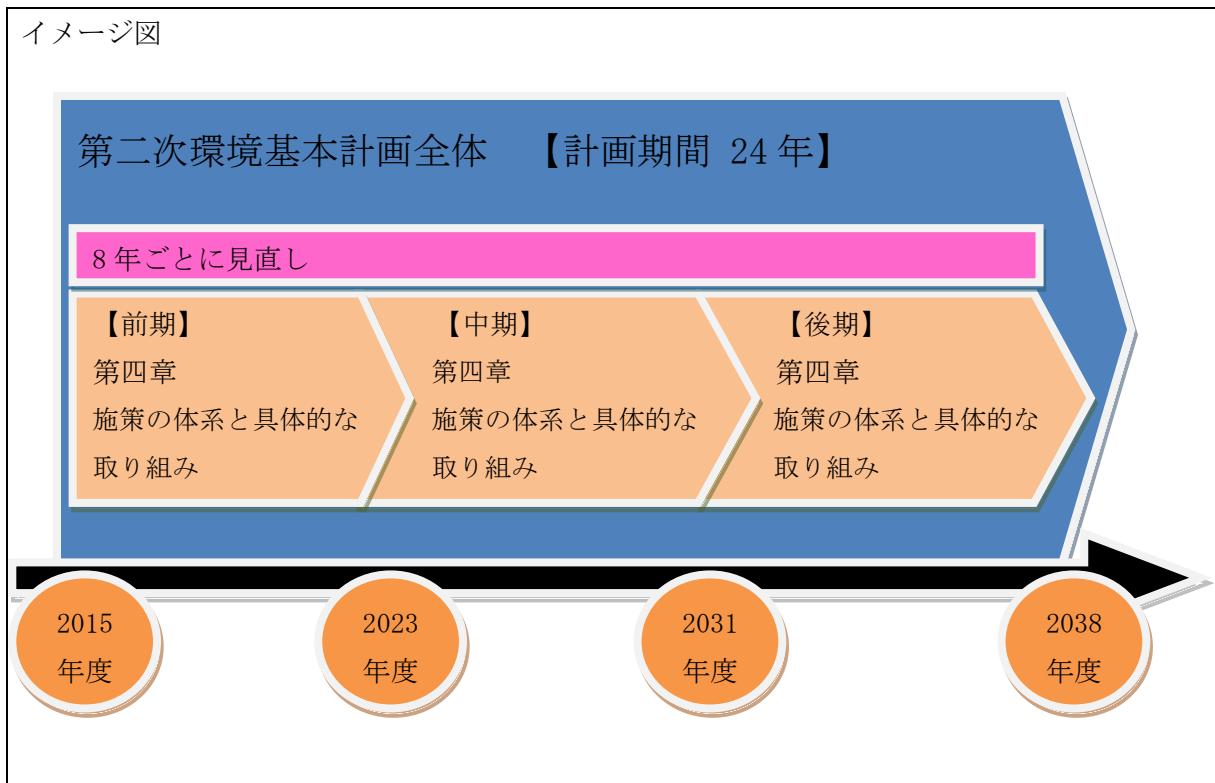 イメージ図
第二次環境基本計画全体 【計画期間 24 年】
8 年ごとに見直し
【前期】
第四章
施策の体系と具体的な
取り組み
【中期】
第四章
施策の体系と具体的な
取り組み
【後期】
第四章
施策の体系と具体的な
取り組み
2015
年度
2023
年度
2031
年度
2038
年度